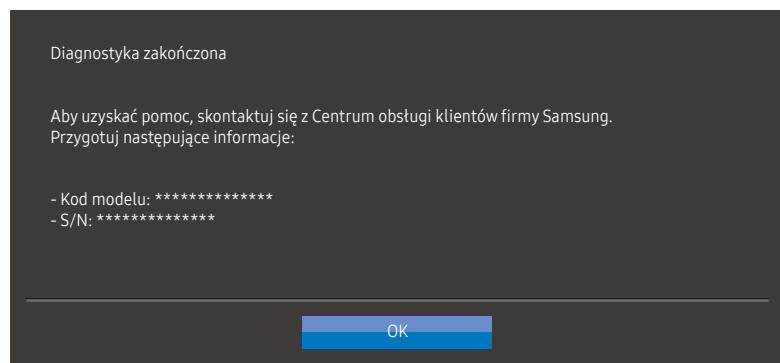 Diagnostyka zakończona
Aby uzyskać pomoc, skontaktuj się z Centrum obsługi klientów firmy Samsung.
Przygotuj następujące informacje:
- Kod modelu: **************
- S/N: **************
OK